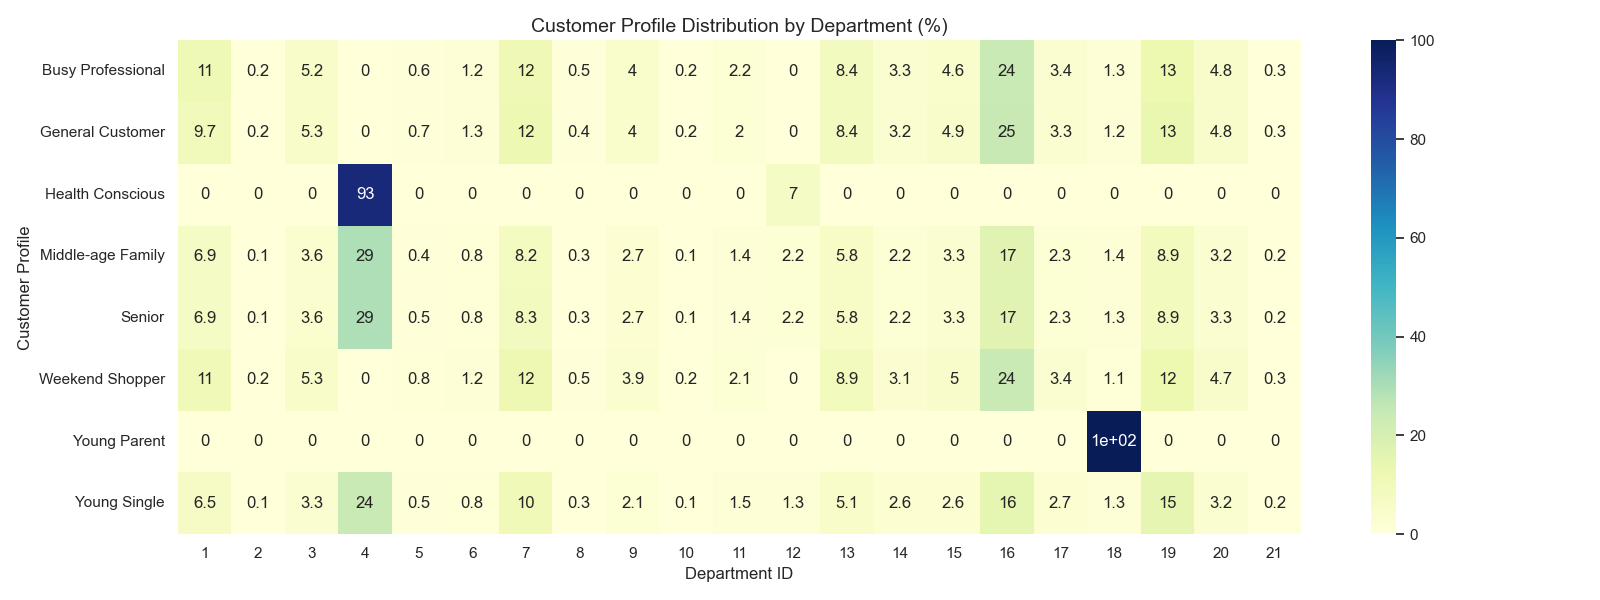 Customer Profile Distribution by Department (%)
Customer Profile
Busy Professional 11 0.2 5.2 0 0.6 1.2 12 0.5 4 0.2 2.2 0 8.4 3.3 4.6 24 3.4 1.3 13 4.8 0.3
General Customer 9.7 0.2 5.3 0 0.7 1.3 12 0.4 4 0.2 2 0 8.4 3.2 4.9 25 3.3 1.2 13 4.8 0.3
Health Conscious 0 0 0 93 0 0 0 0 0 0 0 7 0 0 0 0 0 0 0 0 0
Middle-age Family 6.9 0.1 3.6 29 0.4 0.8 8.2 0.3 2.7 0.1 1.4 2.2 5.8 2.2 3.3 17 2.3 1.4 8.9 3.2 0.2
Senior 6.9 0.1 3.6 29 0.5 0.8 8.3 0.3 2.7 0.1 1.4 2.2 5.8 2.2 3.3 17 2.3 1.3 8.9 3.3 0.2
Weekend Shopper 11 0.2 5.3 0 0.8 1.2 12 0.5 3.9 0.2 2.1 0 8.9 3.1 5 24 3.4 1.1 12 4.7 0.3
Young Parent 0 0 0 0 0 0 0 0 0 0 0 0 0 0 0 0 0 1e+02 0 0 0
Young Single 6.5 0.1 3.3 24 0.5 0.8 10 0.3 2.1 0.1 1.5 1.3 5.1 2.6 2.6 16 2.7 1.3 15 3.2 0.2
1 2 3 4 5 6 7 8 9 10 11 12 13 14 15 16 17 18 19 20 21
Department ID
100
80
60
40
20
0